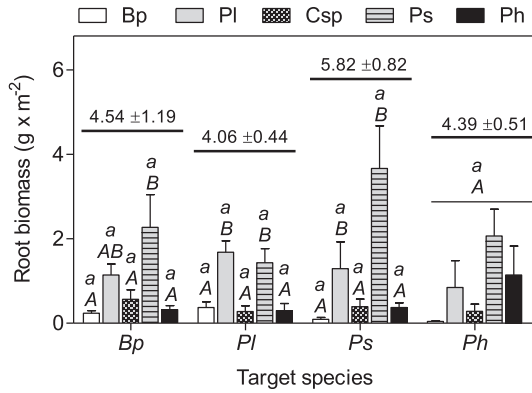 Bp Pl Csp Ps Ph
Root biomass (g x m-2)
6
4
2
0
4.54 ±1.19
4.06 ±0.44
5.82 ±0.82
4.39 ±0.51
a A
a AB
a A
a B
a A
a A
a B
a A
a B
a A
a A
a B
a A
a B
a A
a A
Bp Pl Ps Ph
Target species